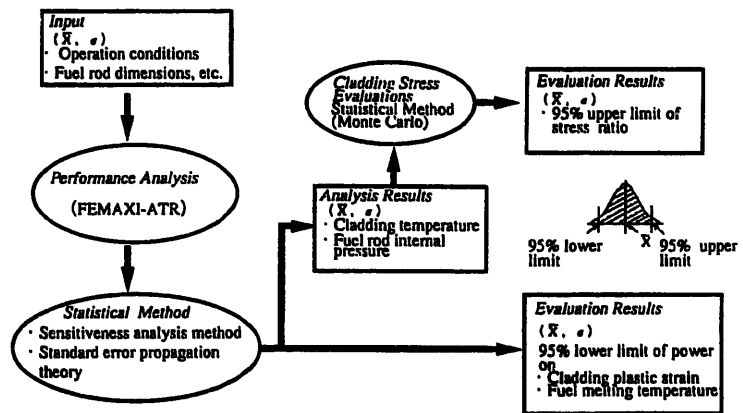 Input
(X̄, σ)
· Operation conditions
· Fuel rod dimensions, etc.
Performance Analysis
(FEMAXI-ATR)
Statistical Method
· Sensitiveness analysis method
· Standard error propagation
theory
Cladding Stress
Evaluations
Statistical Method
(Monte Carlo)
Analysis Results
(X̄, σ)
· Cladding temperature
· Fuel rod internal
pressure
Evaluation Results
(X̄, σ)
· 95% upper limit of
stress ratio
X̄
95% lower
limit
95% upper
limit
Evaluation Results
(X̄, σ)
95% lower limit of power
on
· Cladding plastic strain
· Fuel melting temperature